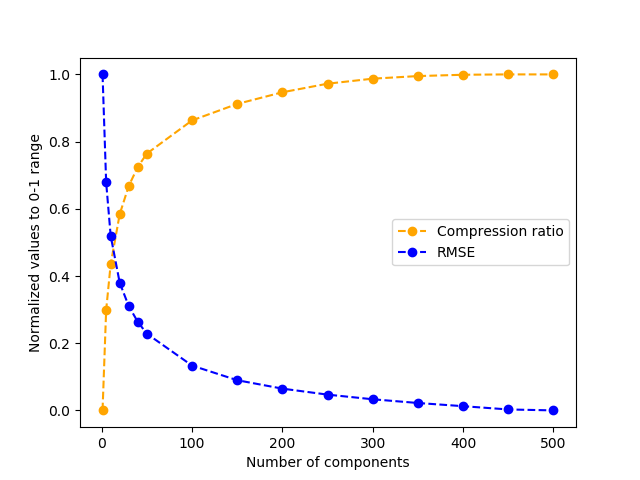 1.0
0.8
0.6
0.4
0.2
0.0
Normalized values to 0-1 range
Compression ratio
RMSE
0 100 200 300 400 500
Number of components